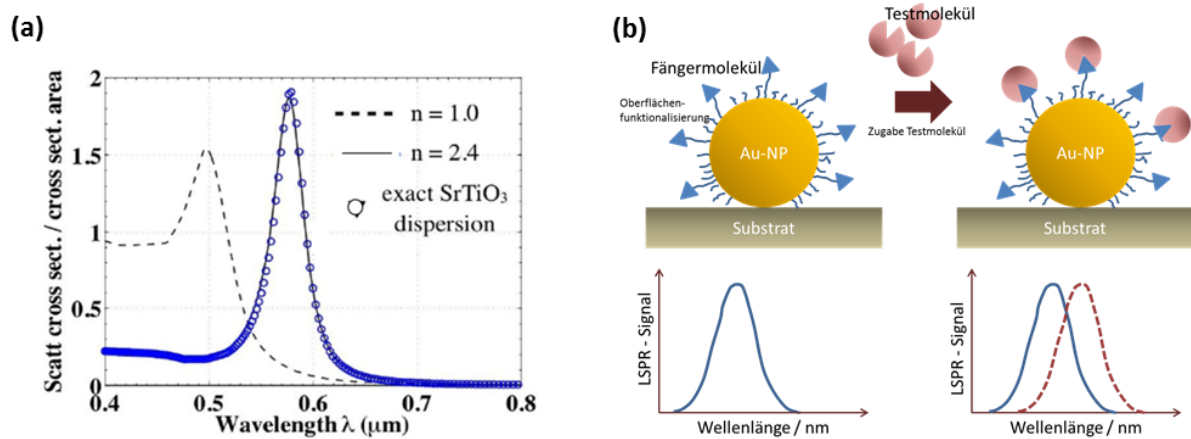 (a)
Scatt cross sect. / cross sect. area
2
1.5
1
0.5
0
0.4
0.5
0.6
0.7
0.8
Wavelength λ (μm)
n = 1.0
n = 2.4
exact SrTiO₃
dispersion
(b)
Testmolekül
Fängermolekül
Oberflächen-
funktionalisierung
Zugabe Testmolekül
Au-NP
Substrat
Au-NP
Substrat
LSPR - Signal
Wellenlänge / nm
LSPR - Signal
Wellenlänge / nm